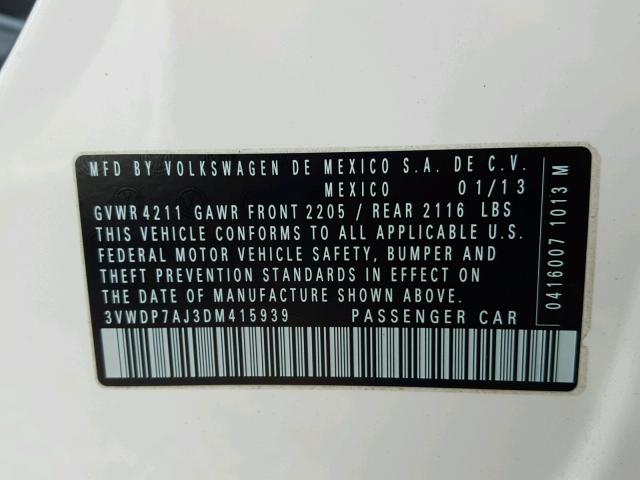 MFD BY VOLKSWAGEN DE MEXICO S.A. DE C.V.
MEXICO 01/13
GVWR 4211 GAWR FRONT 2205 / REAR 2116 LBS
THIS VEHICLE CONFORMS TO ALL APPLICABLE U.S.
FEDERAL MOTOR VEHICLE SAFETY, BUMPER AND
THEFT PREVENTION STANDARDS IN EFFECT ON
THE DATE OF MANUFACTURE SHOWN ABOVE.
3VWDP7AJ3DM415939 PASSENGER CAR
0416007 1013 M